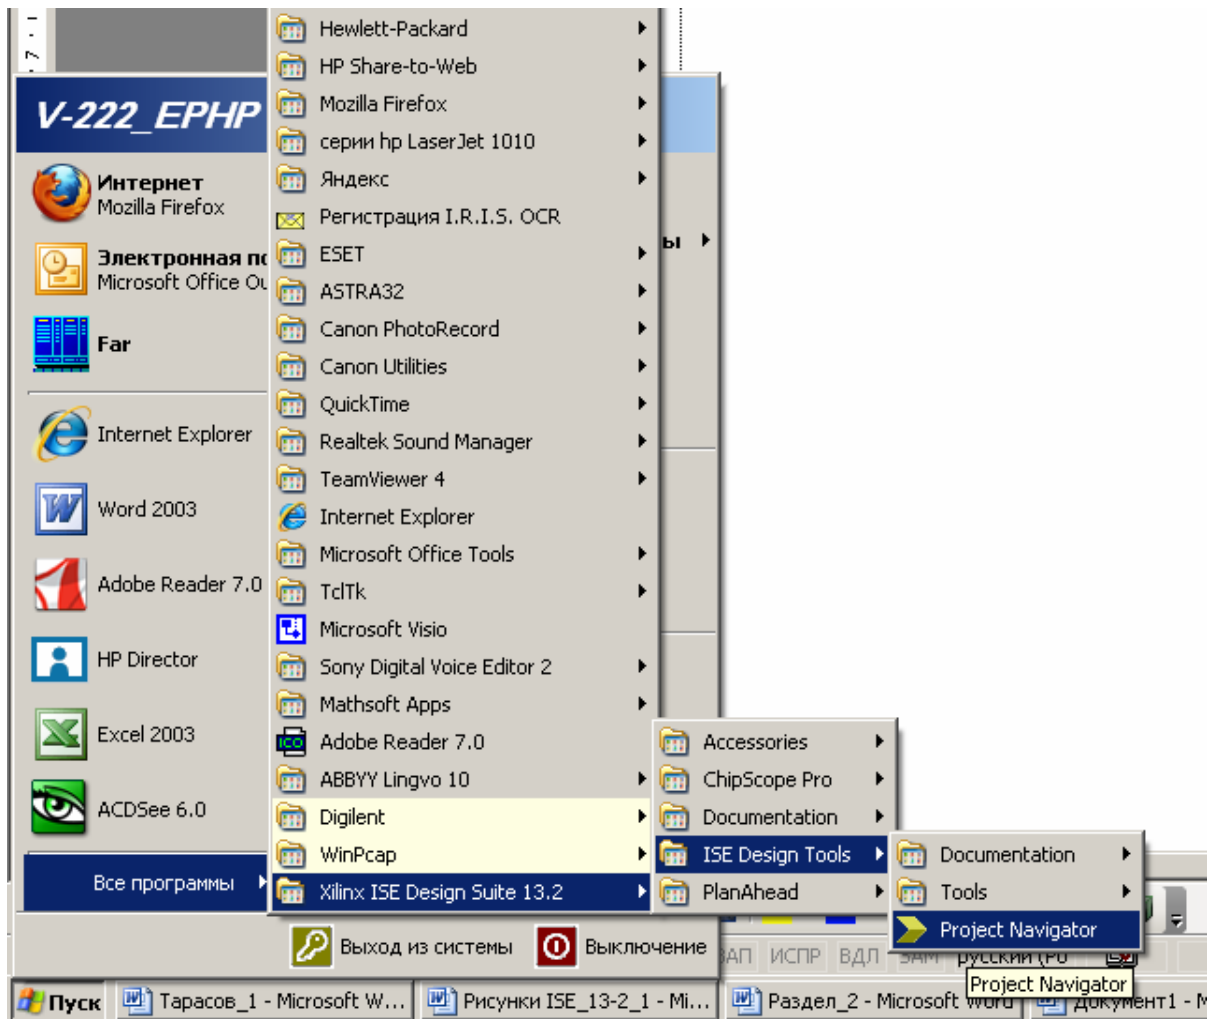 V-222_EPHP
Интернет
Mozilla Firefox
Электронная по
Microsoft Office Ou
Far
Internet Explorer
Word 2003
Adobe Reader 7.0
HP Director
Excel 2003
ACDSee 6.0
Все программы
Hewlett-Packard
HP Share-to-Web
Mozilla Firefox
серии hp LaserJet 1010
Яндекс
Регистрация I.R.I.S. OCR
ESET
ASTRA32
Canon PhotoRecord
Canon Utilities
QuickTime
Realtek Sound Manager
TeamViewer 4
Internet Explorer
Microsoft Office Tools
TclTk
Microsoft Visio
Sony Digital Voice Editor 2
Mathsoft Apps
Adobe Reader 7.0
ABBYY Lingvo 10
Digilent
WinPcap
Xilinx ISE Design Suite 13.2
ы
Accessories
ChipScope Pro
Documentation
ISE Design Tools
PlanAhead
Documentation
Tools
Project Navigator
Выход из системы
Выключение
ЗАП ИСПР ВДЛ ЗАМ русский (Ро
Project Navigator
Пуск
Тарасов_1 - Microsoft W...
Рисунки ISE_13-2_1 - Mi...
Раздел_2 - Microsoft Word
Документ1 - M